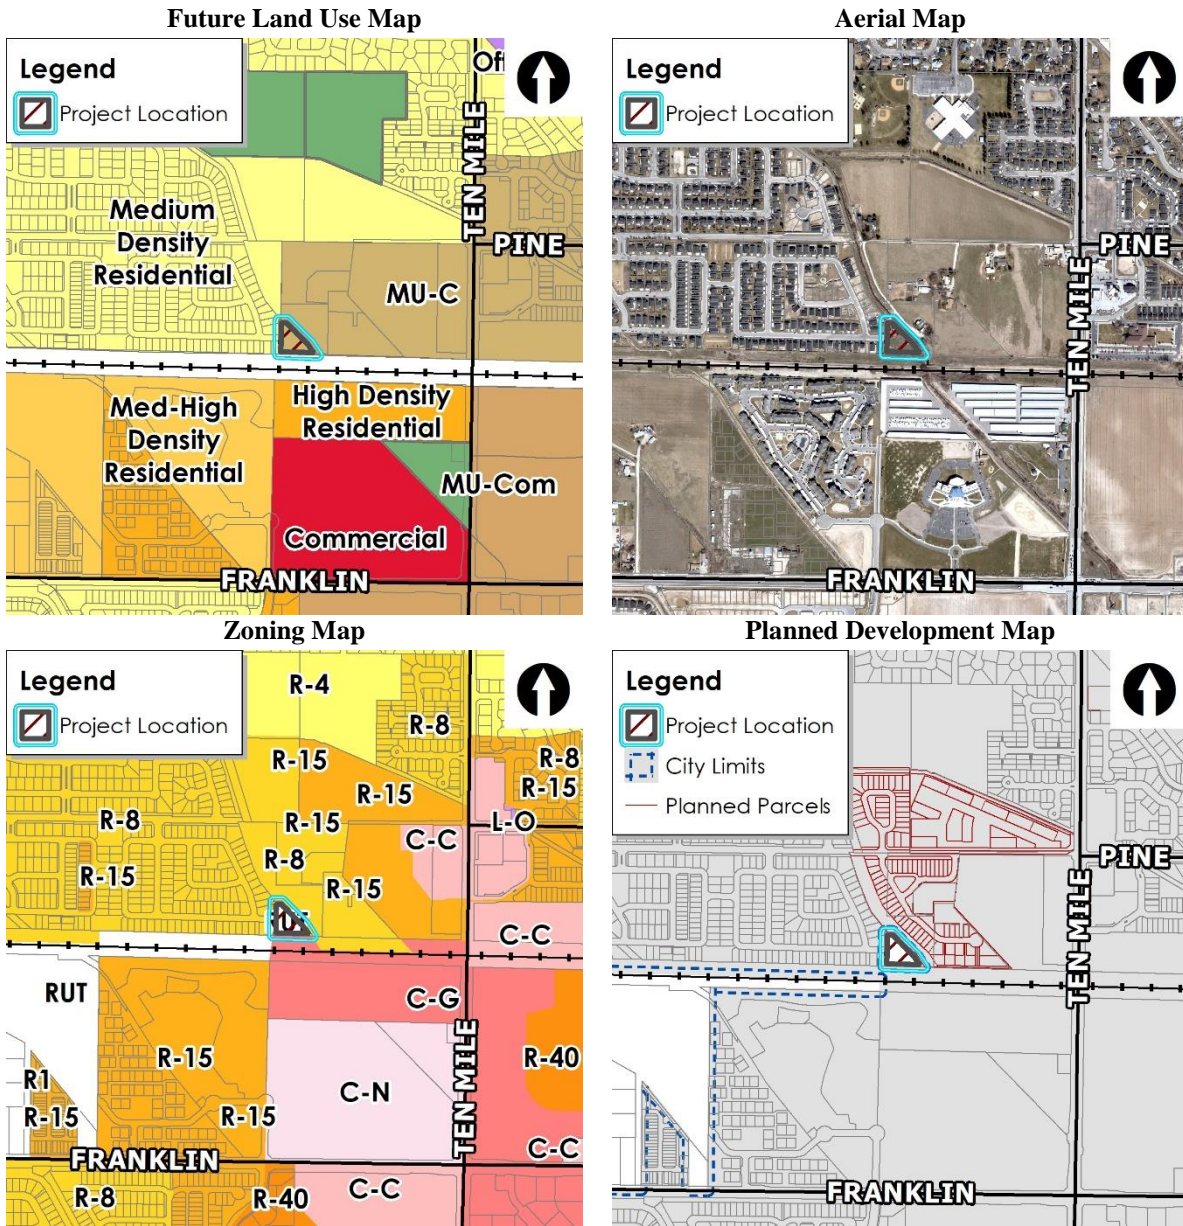 Future Land Use Map
Legend
Project Location
Off
TEN MILE
PINE
Medium
Density
Residential
MU-C
High Density
Residential
Med-High
Density
Residential
MU-Com
Commercial
FRANKLIN
Aerial Map
Legend
Project Location
PINE
TEN MILE
FRANKLIN
Zoning Map
Legend
Project Location
R-4
R-8
R-8
R-15
R-15
R-15
R-15
L-O
R-8
C-C
R-8
R-15
R-15
C-C
RUT
C-G
R-15
R-40
R1
C-N
R-15
R-15
TEN MILE
C-C
FRANKLIN
R-8
R-40
C-C
Planned Development Map
Legend
Project Location
City Limits
Planned Parcels
PINE
TEN MILE
FRANKLIN